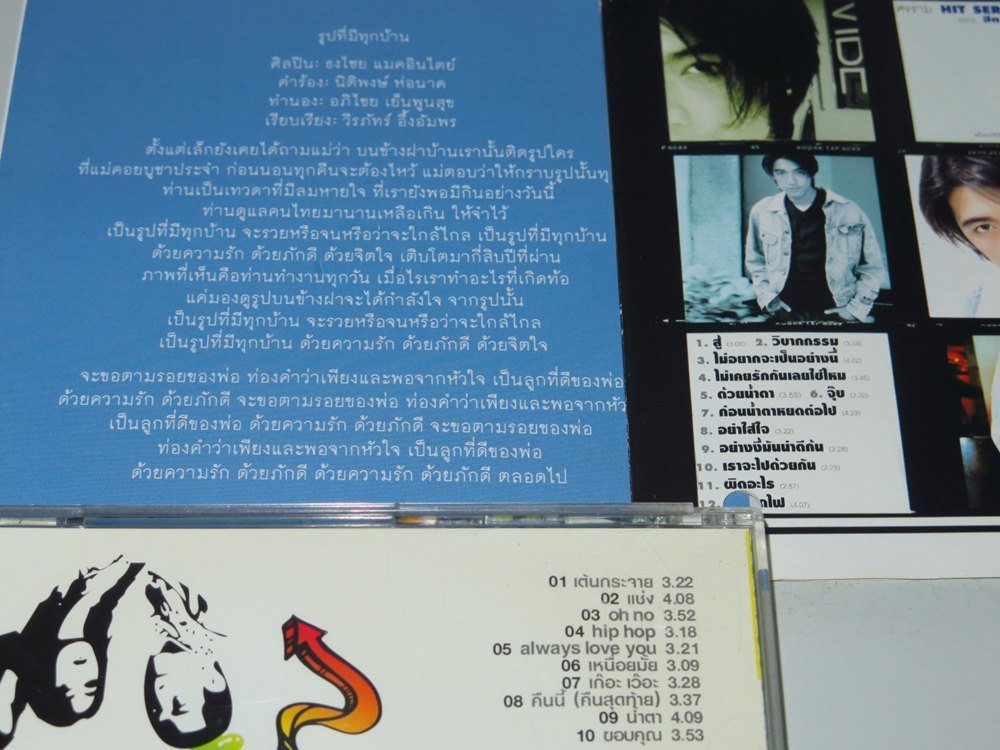 รูปที่มีทุกบ้าน
ศิลปิน: ธงไชย แมคอินไตย์
คำร้อง: นิติพงษ์ ห่อนาค
ทำนอง: อภิไชย เย็นพูนสุข
เรียบเรียง: วีรภัทร์ อึ้งอัมพร
ตั้งแต่เล็กยังเคยได้ถามแม่ว่า บนข้างฝาบ้านเรานั้นติดรูปใคร
ที่แม่คอยบูชาประจำ ก่อนนอนทุกคืนจะต้องไหว้ แม่ตอบว่าให้กราบรูปนั้นทุ
ท่านเป็นเทวดาที่มีลมหายใจ ที่เรายังพอมีกินอย่างวันนี้
ท่านดูแลคนไทยมานานเหลือเกิน ให้จำไว้
เป็นรูปที่มีทุกบ้าน จะรวยหรือจนหรือว่าจะใกล้ไกล เป็นรูปที่มีทุกบ้าน
ด้วยความรัก ด้วยภักดี ด้วยจิตใจ เติบโตมากี่สิบปีที่ผ่าน
ภาพที่เห็นคือท่านทำงานทุกวัน เมื่อไรเราทำอะไรที่เกิดท้อ
แค่มองดูรูปบนข้างฝาจะได้กำลังใจ จากรูปนั้น
เป็นรูปที่มีทุกบ้าน จะรวยหรือจนหรือว่าจะใกล้ไกล
เป็นรูปที่มีทุกบ้าน ด้วยความรัก ด้วยภักดี ด้วยจิตใจ
จะขอตามรอยของพ่อ ท่องคำว่าเพียงและพอจากหัวใจ เป็นลูกที่ดีของพ่อ
ด้วยความรัก ด้วยภักดี จะขอตามรอยของพ่อ ท่องคำว่าเพียงและพอจากหัว
เป็นลูกที่ดีของพ่อ ด้วยความรัก ด้วยภักดี จะขอตามรอยของพ่อ
ท่องคำว่าเพียงและพอจากหัวใจ เป็นลูกที่ดีของพ่อ
ด้วยความรัก ด้วยภักดี ด้วยความรัก ด้วยภักดี ตลอดไป
VIDE
ศรราม HIT SER
1. สู้ (3.06) 2. วิบากกรรม (3.34)
3. ไม่อยากจะเป็นอย่างนี้ (4.02)
4. ไม่เคยรักกันเลยใช่ไหม (3.45)
5. ด้วยน้ำตา (3.55) 6. จุ๊บ (3.30)
7. ก่อนน้ำตาหยดต่อไป (4.23)
8. อย่าใส่ใจ (3.22)
9. อย่างงี้มันน่าตีก้น (3.28)
10. เราจะไปด้วยกัน (3.25)
11. ผิดอะไร (2.57)
12. ไฟ (4.07)
01 เต้นกระจาย 3.22
02 แช่ง 4.08
03 oh no 3.52
04 hip hop 3.18
05 always love you 3.21
06 เหนื่อยมั้ย 3.09
07 เก๊อะ เว๊อะ 3.28
08 คืนนี้ (คืนสุดท้าย) 3.37
09 น้ำตา 4.09
10 ขอบคุณ 3.53